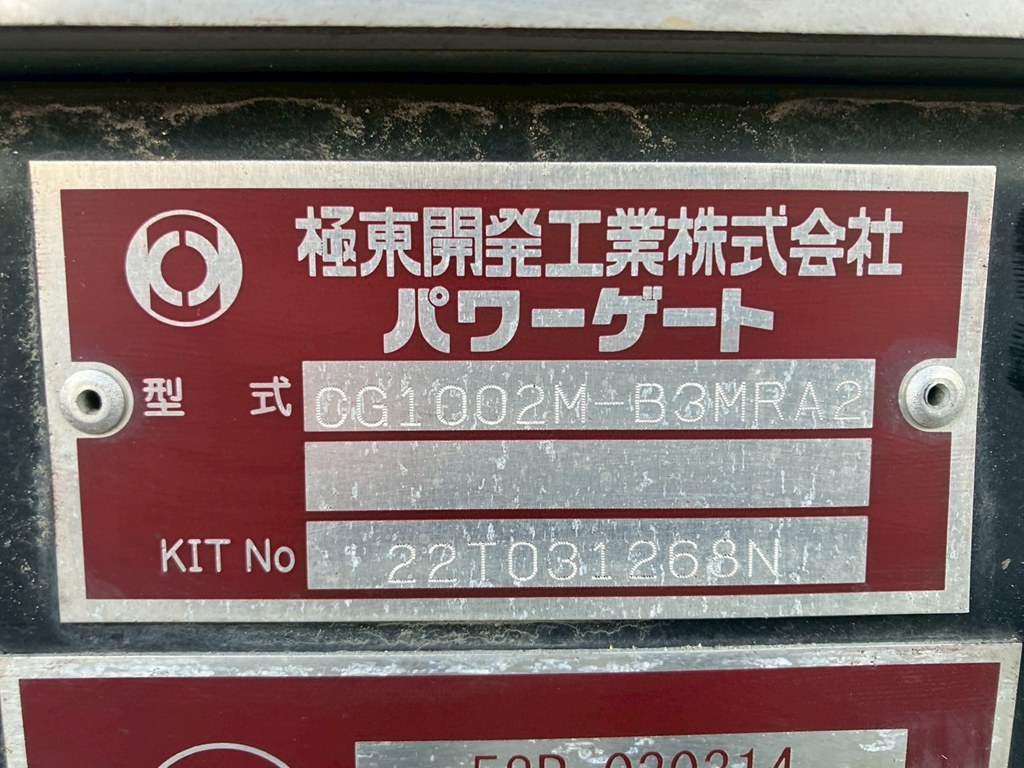 極東開発工業株式会社
パワーゲート
型 式 CG1002M-B3MRA2
KIT No 22T031268N